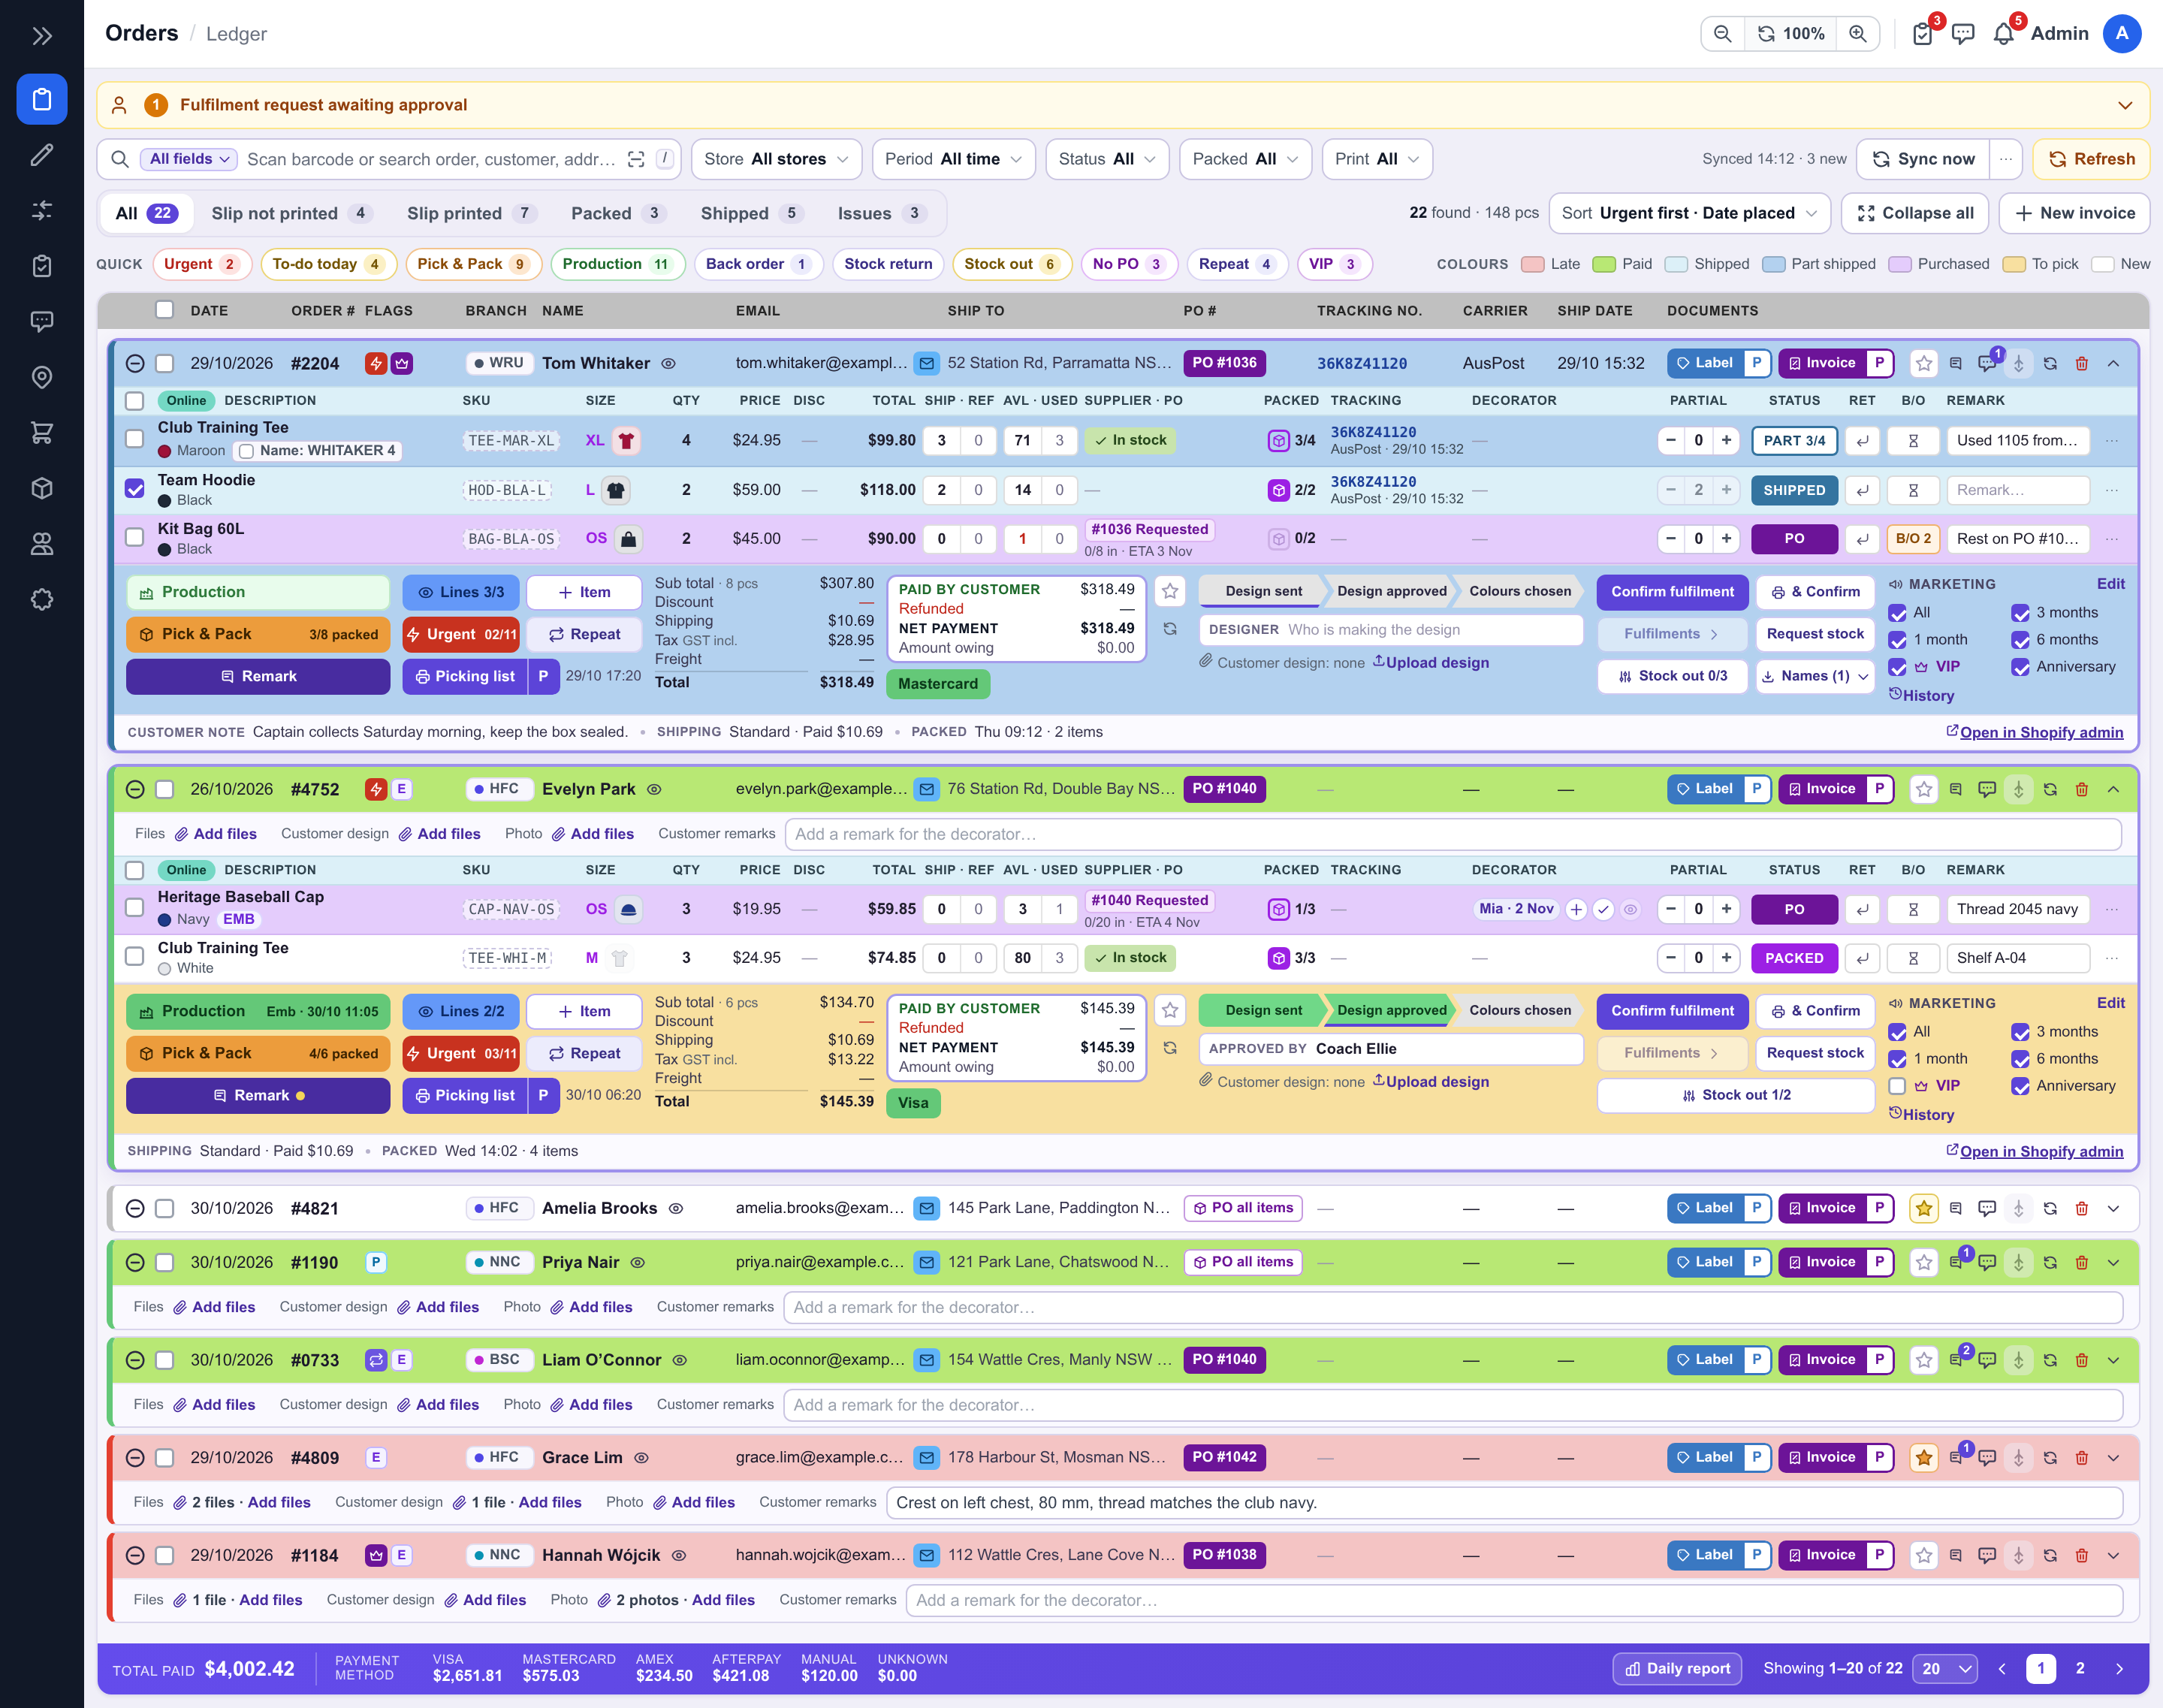 Orders / Ledger
100%
3
5
Admin
A
1 Fulfilment request awaiting approval
All fields Scan barcode or search order, customer, addr… /
Store All stores
Period All time
Status All
Packed All
Print All
Synced 14:12 · 3 new
Sync now
Refresh
All 22
Slip not printed 4
Slip printed 7
Packed 3
Shipped 5
Issues 3
22 found · 148 pcs
Sort Urgent first · Date placed
Collapse all
New invoice
QUICK Urgent 2 To-do today 4 Pick & Pack 9 Production 11 Back order 1 Stock return Stock out 6 No PO 3 Repeat 4 VIP 3
COLOURS Late Paid Shipped Part shipped Purchased To pick New
DATE ORDER # FLAGS BRANCH NAME EMAIL SHIP TO PO # TRACKING NO. CARRIER SHIP DATE DOCUMENTS
29/10/2026 #2204 WRU Tom Whitaker tom.whitaker@exampl… 52 Station Rd, Parramatta NS… PO #1036 36K8Z41120 AusPost 29/10 15:32 Label P Invoice P 1
Online DESCRIPTION SKU SIZE QTY PRICE DISC TOTAL SHIP · REF AVL · USED SUPPLIER · PO PACKED TRACKING DECORATOR PARTIAL STATUS RET B/O REMARK
Club Training Tee
Maroon Name: WHITAKER 4
TEE-MAR-XL XL 4 $24.95 — $99.80 3 0 71 3 In stock 3/4
36K8Z41120
AusPost · 29/10 15:32
— − 0 + PART 3/4 Used 1105 from…
Team Hoodie
Black
HOD-BLA-L L 2 $59.00 — $118.00 2 0 14 0 — 2/2
36K8Z41120
AusPost · 29/10 15:32
— − 2 + SHIPPED Remark…
Kit Bag 60L
Black
BAG-BLA-OS OS 2 $45.00 — $90.00 0 0 1 0
#1036 Requested
0/8 in · ETA 3 Nov
0/2 — — − 0 + PO B/O 2 Rest on PO #10…
Production
Lines 3/3
Item
Pick & Pack 3/8 packed
Urgent 02/11
Repeat
Remark
Picking list P 29/10 17:20
Sub total · 8 pcs $307.80
Discount —
Shipping $10.69
Tax GST incl. $28.95
Freight —
Total $318.49
PAID BY CUSTOMER $318.49
Refunded —
NET PAYMENT $318.49
Amount owing $0.00
Mastercard
Design sent Design approved Colours chosen
DESIGNER Who is making the design
Customer design: none Upload design
Confirm fulfilment
& Confirm
Fulfilments
Request stock
Stock out 0/3
Names (1)
MARKETING Edit
All 3 months
1 month 6 months
VIP Anniversary
History
CUSTOMER NOTE Captain collects Saturday morning, keep the box sealed. • SHIPPING Standard · Paid $10.69 • PACKED Thu 09:12 · 2 items
Open in Shopify admin
26/10/2026 #4752 E HFC Evelyn Park evelyn.park@example… 76 Station Rd, Double Bay NS… PO #1040 — — — Label P Invoice P
Files Add files Customer design Add files Photo Add files Customer remarks Add a remark for the decorator…
Online DESCRIPTION SKU SIZE QTY PRICE DISC TOTAL SHIP · REF AVL · USED SUPPLIER · PO PACKED TRACKING DECORATOR PARTIAL STATUS RET B/O REMARK
Heritage Baseball Cap
Navy EMB
CAP-NAV-OS OS 3 $19.95 — $59.85 0 0 3 1
#1040 Requested
0/20 in · ETA 4 Nov
1/3 — Mia · 2 Nov − 0 + PO Thread 2045 navy
Club Training Tee
White
TEE-WHI-M M 3 $24.95 — $74.85 0 0 80 3 In stock 3/3 — — − 0 + PACKED Shelf A-04
Production Emb · 30/10 11:05
Lines 2/2
Item
Pick & Pack 4/6 packed
Urgent 03/11
Repeat
Remark
Picking list P 30/10 06:20
Sub total · 6 pcs $134.70
Discount —
Shipping $10.69
Tax GST incl. $13.22
Freight —
Total $145.39
PAID BY CUSTOMER $145.39
Refunded —
NET PAYMENT $145.39
Amount owing $0.00
Visa
Design sent Design approved Colours chosen
APPROVED BY Coach Ellie
Customer design: none Upload design
Confirm fulfilment
& Confirm
Fulfilments
Request stock
Stock out 1/2
MARKETING Edit
All 3 months
1 month 6 months
VIP Anniversary
History
SHIPPING Standard · Paid $10.69 • PACKED Wed 14:02 · 4 items
Open in Shopify admin
30/10/2026 #4821 HFC Amelia Brooks amelia.brooks@exam… 145 Park Lane, Paddington N… PO all items — — — Label P Invoice P
30/10/2026 #1190 P NNC Priya Nair priya.nair@example.c… 121 Park Lane, Chatswood N… PO all items — — — Label P Invoice P 1
Files Add files Customer design Add files Photo Add files Customer remarks Add a remark for the decorator…
30/10/2026 #0733 E BSC Liam O’Connor liam.oconnor@examp… 154 Wattle Cres, Manly NSW … PO #1040 — — — Label P Invoice P 2
Files Add files Customer design Add files Photo Add files Customer remarks Add a remark for the decorator…
29/10/2026 #4809 E HFC Grace Lim grace.lim@example.c… 178 Harbour St, Mosman NS… PO #1042 — — — Label P Invoice P 1
Files 2 files · Add files Customer design 1 file · Add files Photo Add files Customer remarks Crest on left chest, 80 mm, thread matches the club navy.
29/10/2026 #1184 E NNC Hannah Wójcik hannah.wojcik@exam… 112 Wattle Cres, Lane Cove N… PO #1038 — — — Label P Invoice P
Files 1 file · Add files Customer design Add files Photo 2 photos · Add files Customer remarks Add a remark for the decorator…
TOTAL PAID $4,002.42
PAYMENT METHOD
VISA $2,651.81
MASTERCARD $575.03
AMEX $234.50
AFTERPAY $421.08
MANUAL $120.00
UNKNOWN $0.00
Daily report
Showing 1–20 of 22
20
1 2